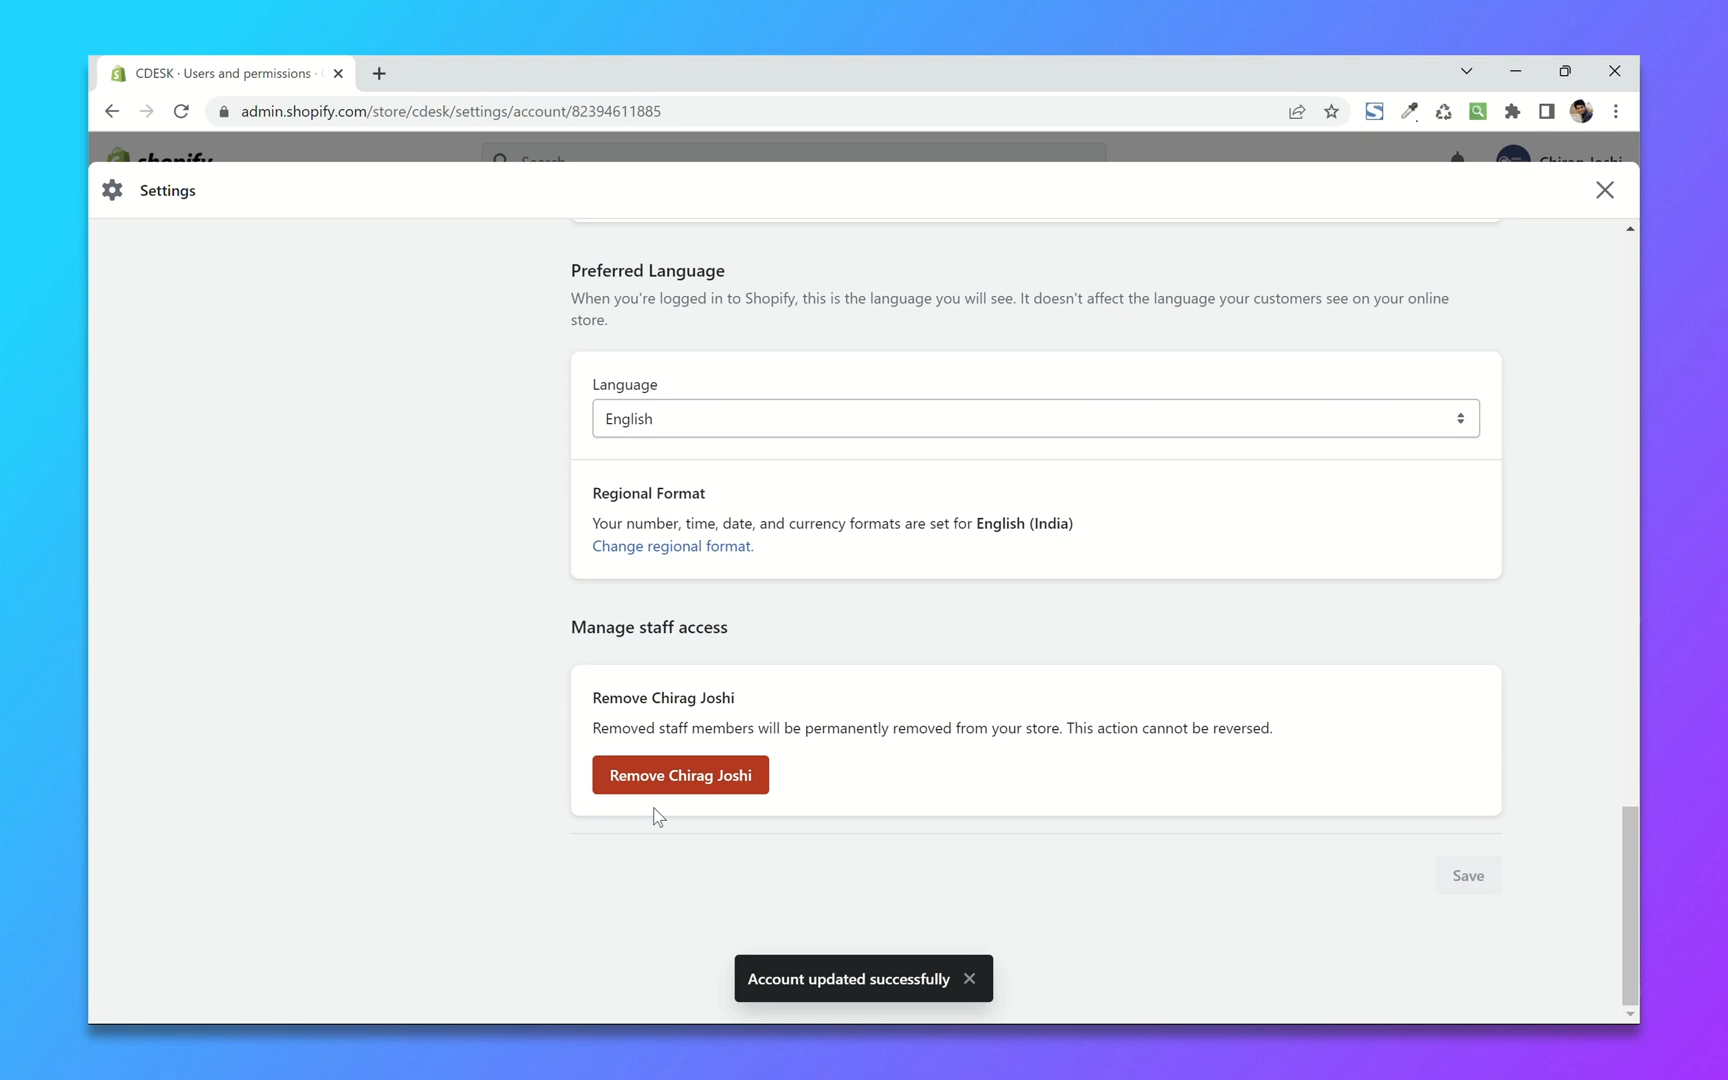 CDESK · Users and permissions ·
admin.shopify.com/store/cdesk/settings/account/82394611885
shopify
Search
Chirag Joshi
Settings
Preferred Language
When you're logged in to Shopify, this is the language you will see. It doesn't affect the language your customers see on your online
store.
Language
English
Regional Format
Your number, time, date, and currency formats are set for English (India)
Change regional format.
Manage staff access
Remove Chirag Joshi
Removed staff members will be permanently removed from your store. This action cannot be reversed.
Remove Chirag Joshi
Save
Account updated successfully